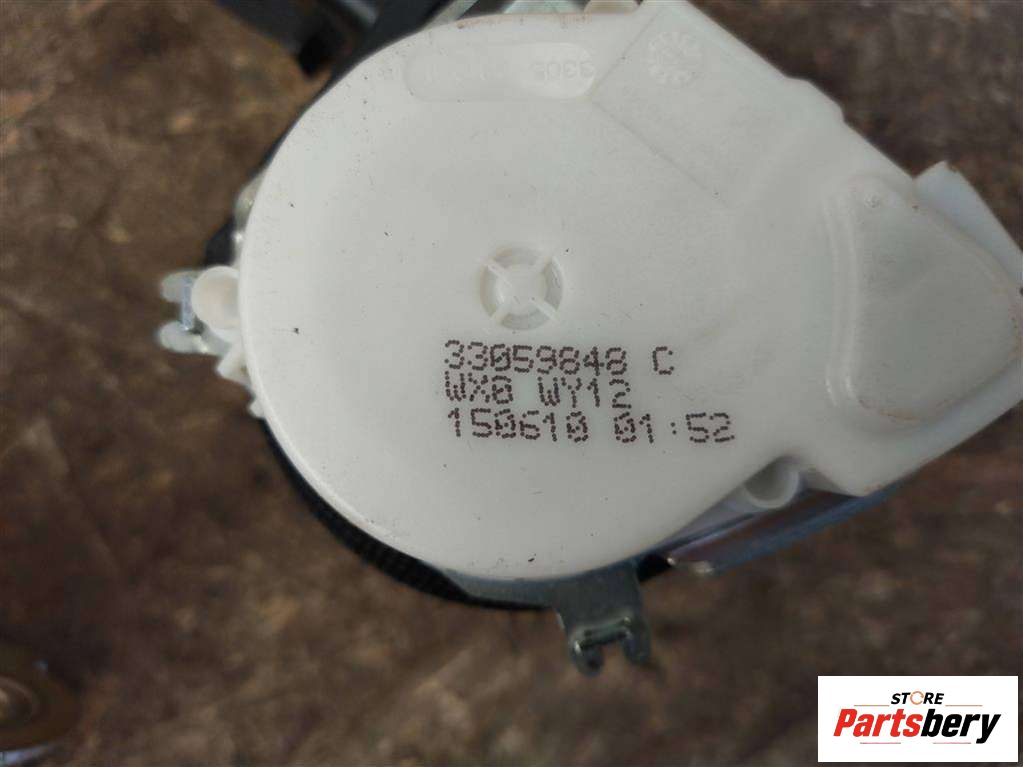 33059848 C
WX8 WY12
150610 01:52
STORE
Partsbery